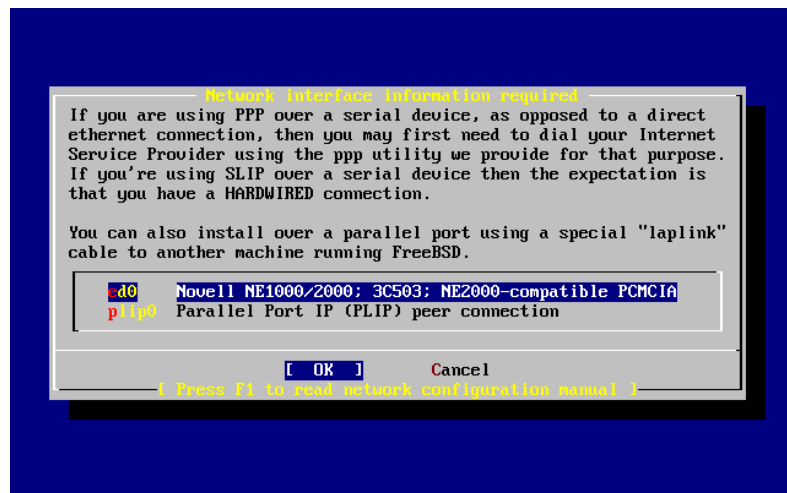 Network interface information required
If you are using PPP over a serial device, as opposed to a direct
ethernet connection, then you may first need to dial your Internet
Service Provider using the ppp utility we provide for that purpose.
If you're using SLIP over a serial device then the expectation is
that you have a HARDWIRED connection.
You can also install over a parallel port using a special "laplink"
cable to another machine running FreeBSD.
ed0 Novell NE1000/2000; 3C503; NE2000-compatible PCMCIA
plip0 Parallel Port IP (PLIP) peer connection
[ OK ] Cancel
[ Press F1 to read network configuration manual ]